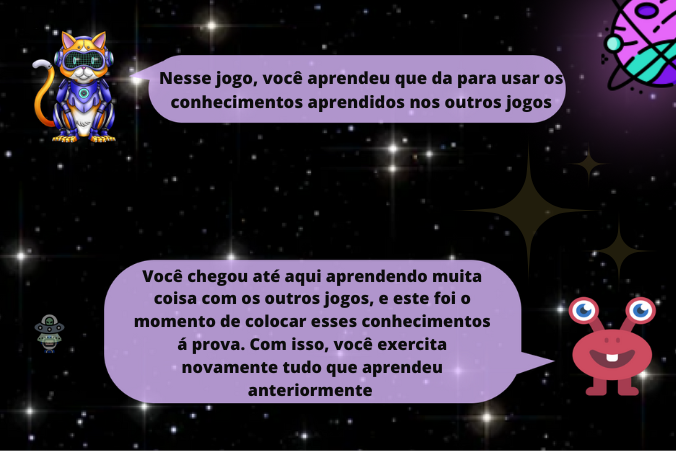 Nesse jogo, você aprendeu que da para usar os
conhecimentos aprendidos nos outros jogos
Você chegou até aqui aprendendo muita
coisa com os outros jogos, e este foi o
momento de colocar esses conhecimentos
á prova. Com isso, você exercita
novamente tudo que aprendeu
anteriormente